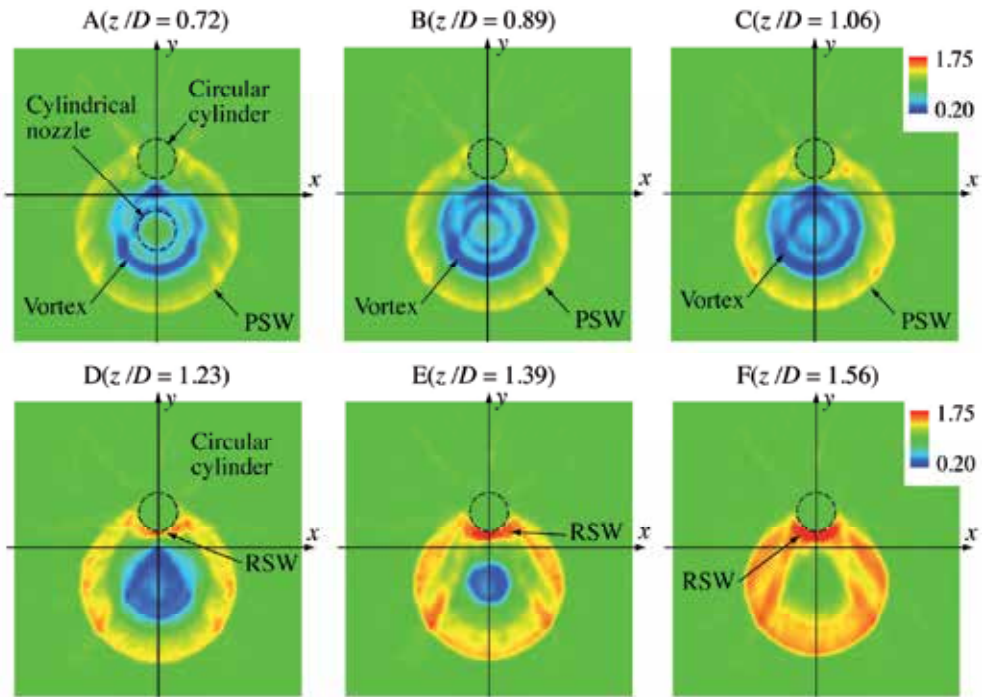 A(z/D = 0.72)
B(z/D = 0.89)
C(z/D = 1.06)
y
y
y
1.75
0.20
Cylindrical
nozzle
Circular
cylinder
x
x
x
Vortex
PSW
Vortex
PSW
Vortex
PSW
D(z/D = 1.23)
E(z/D = 1.39)
F(z/D = 1.56)
y
y
y
1.75
0.20
Circular
cylinder
x
x
x
RSW
RSW
RSW